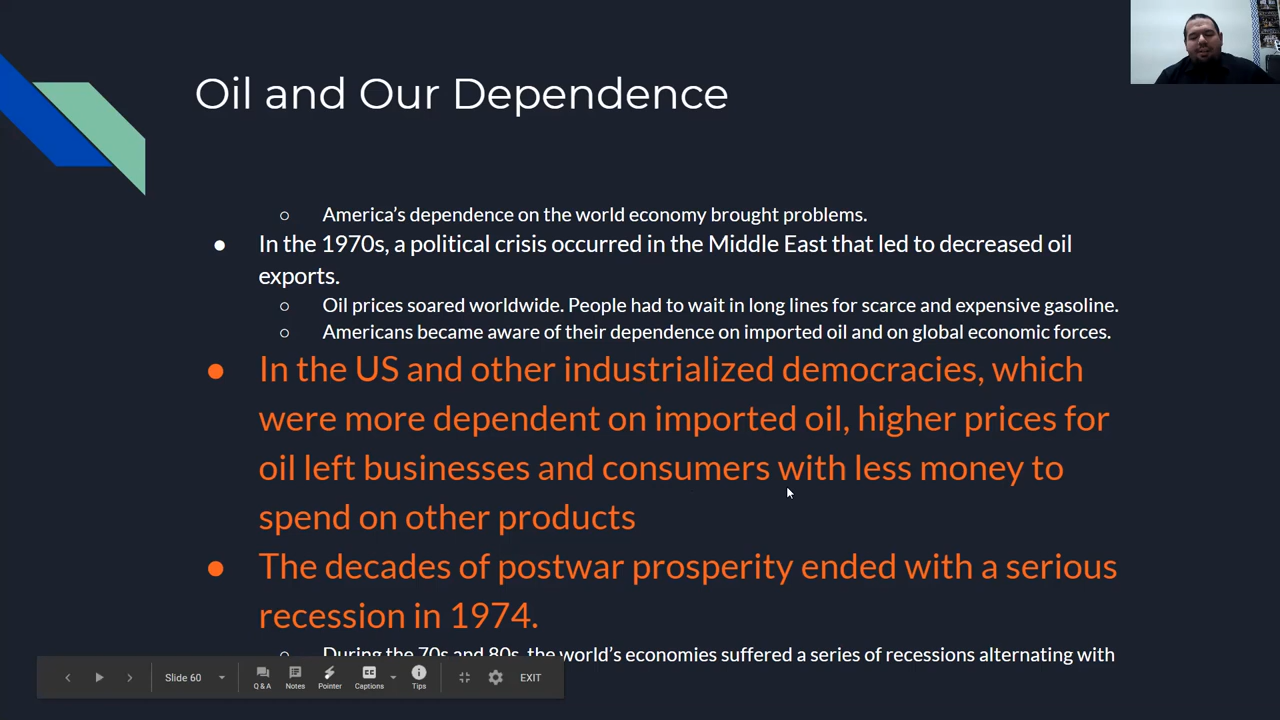 Oil and Our Dependence
○ America's dependence on the world economy brought problems.
● In the 1970s, a political crisis occurred in the Middle East that led to decreased oil
exports.
○ Oil prices soared worldwide. People had to wait in long lines for scarce and expensive gasoline.
○ Americans became aware of their dependence on imported oil and on global economic forces.
● In the US and other industrialized democracies, which
were more dependent on imported oil, higher prices for
oil left businesses and consumers with less money to
spend on other products
● The decades of postwar prosperity ended with a serious
recession in 1974.
○ During the 70s and 80s, the world's economies suffered a series of recessions alternating with
Slide 60
Q & A
Notes
Pointer
Captions
Tips
EXIT